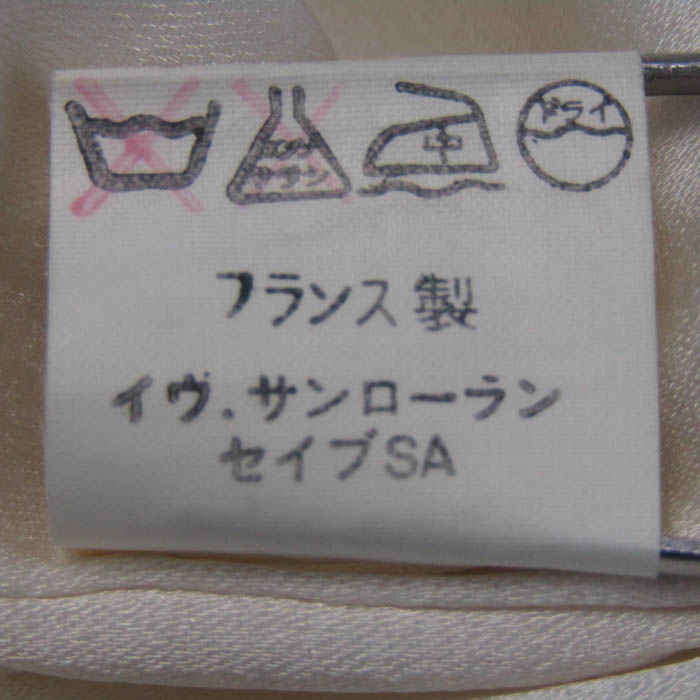 エンソ
サラシ
中
ドライ
フランス製
イヴ.サンローラン
セイブSA